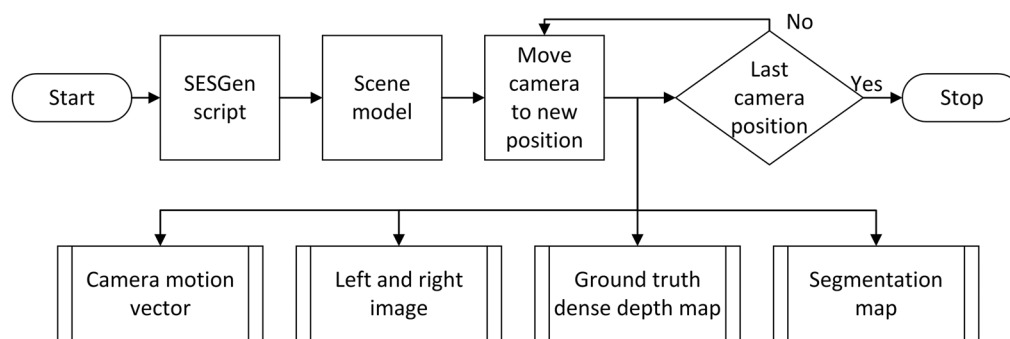 Start
SESGen
script
Scene
model
Move
camera
to new
position
No
Last
camera
position
Yes
Stop
Camera motion
vector
Left and right
image
Ground truth
dense depth map
Segmentation
map